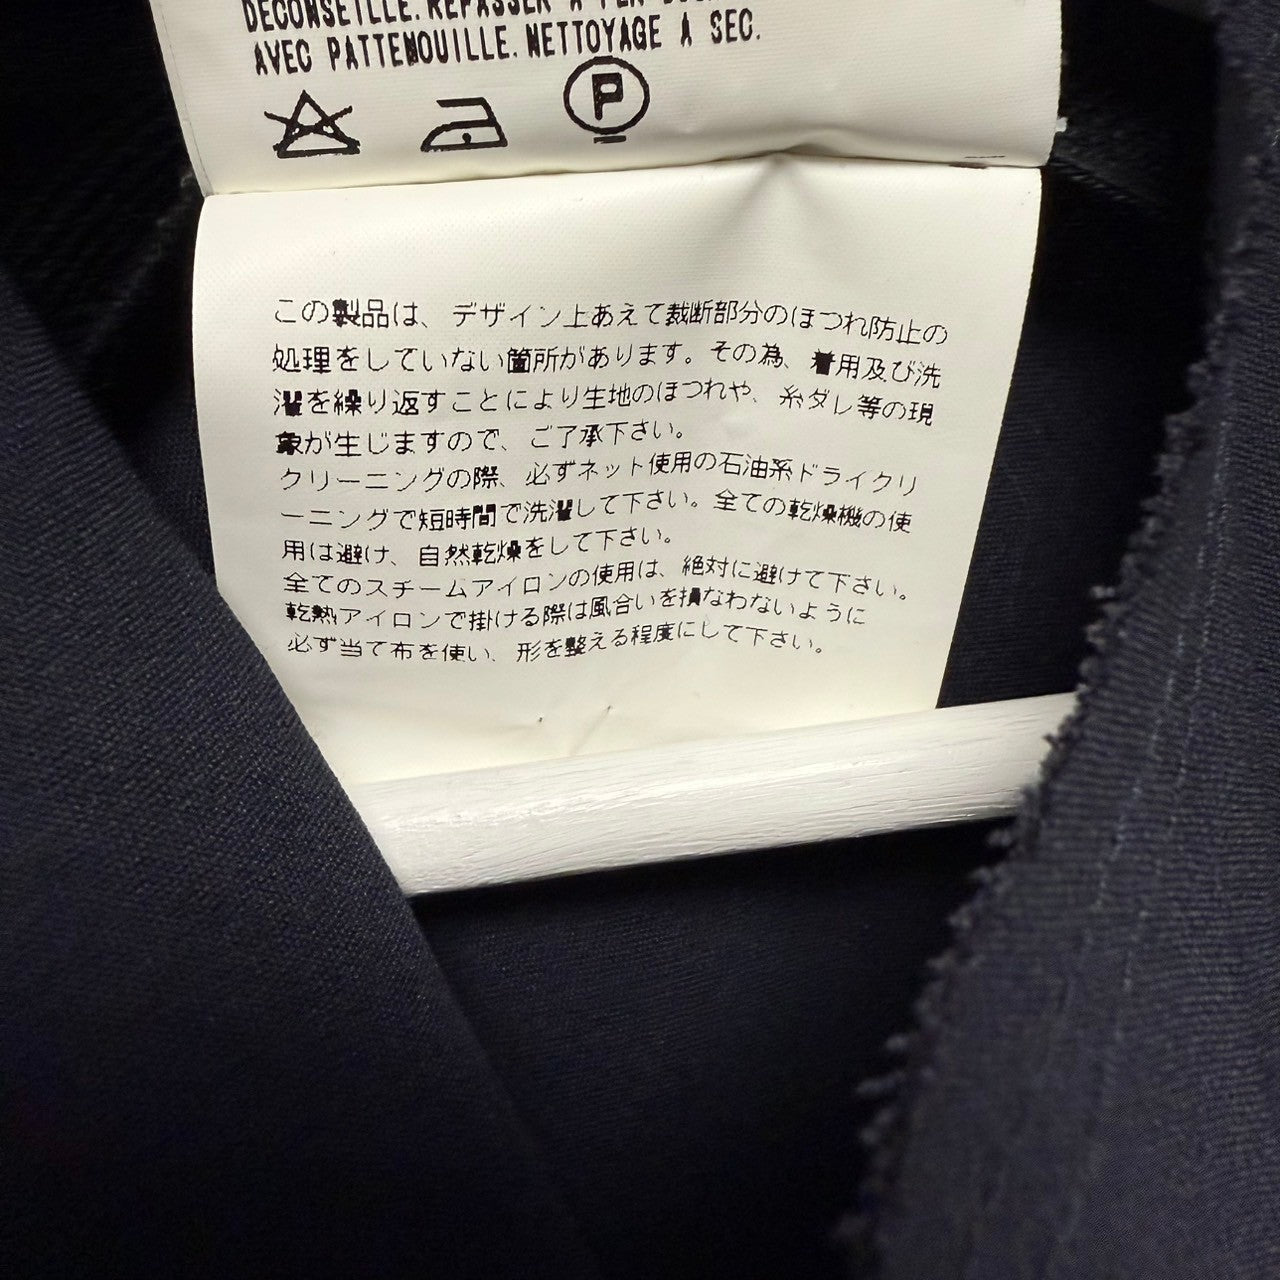 DECONSEILLE. REPASSER A FER
AVEC PATTEMOUILLE. NETTOYAGE A SEC.
P
この製品は、デザイン上あえて裁断部分のほつれ防止の
処理をしていない箇所があります。その為、着用及び洗
濯を繰り返すことにより生地のほつれや、糸ダレ等の現
象が生じますので、ご了承下さい。
クリーニングの際、必ずネット使用の石油系ドライクリ
ーニングで短時間で洗濯して下さい。全ての乾燥機の使
用は避け、自然乾燥をして下さい。
全てのスチームアイロンの使用は、絶対に避けて下さい。
乾熱アイロンで掛ける際は風合いを損なわないように
必ず当て布を使い、形を整える程度にして下さい。